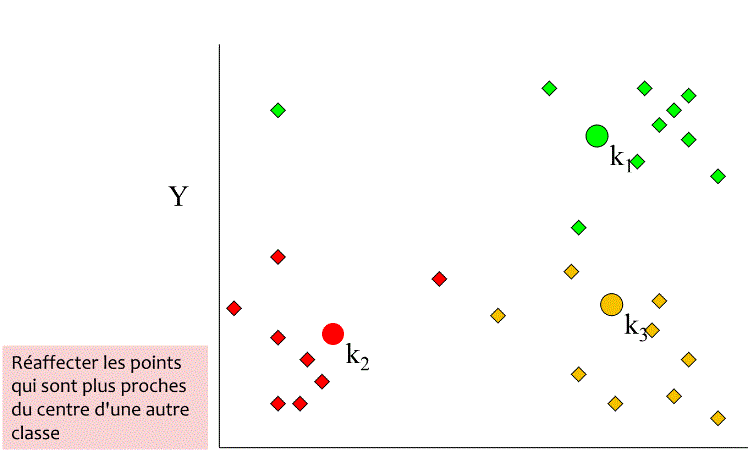 k1
Y
k3
k2
Réaffecter les points
qui sont plus proches
du centre d'une autre
classe